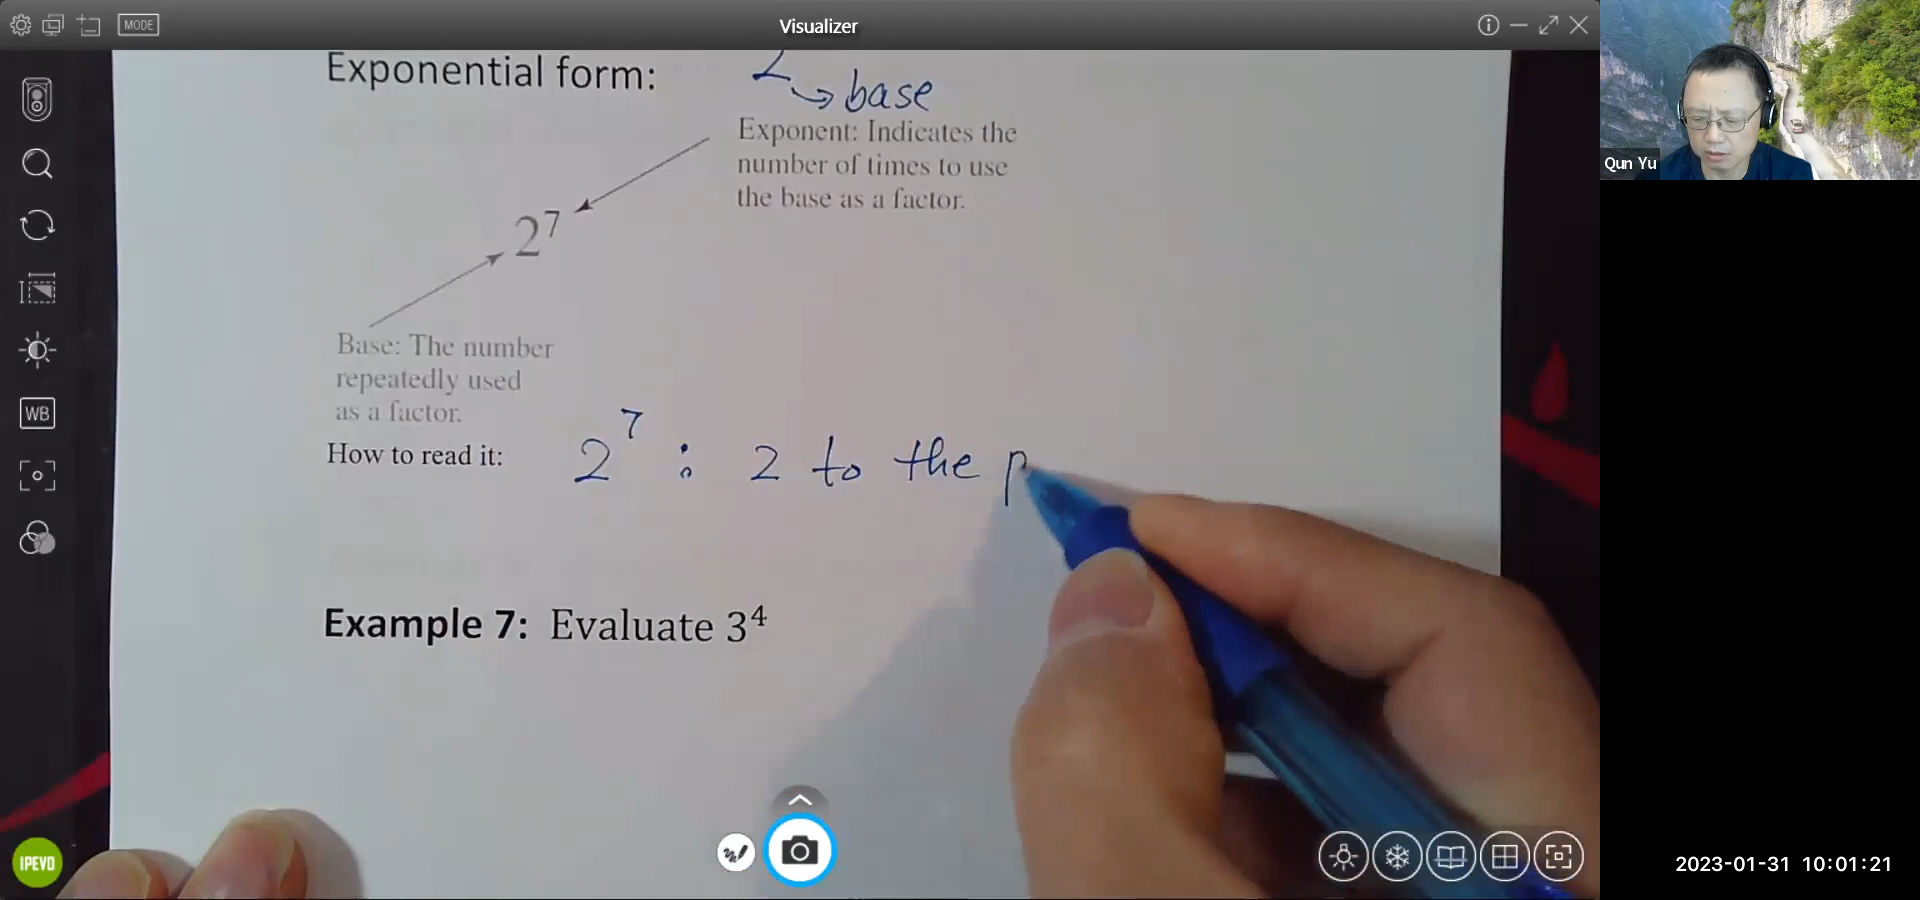 MODE
Visualizer
Exponential form:
2
base
Exponent: Indicates the
number of times to use
the base as a factor.
2⁷
Base: The number
repeatedly used
as a factor.
How to read it: 2⁷ : 2 to the p
Example 7: Evaluate 3⁴
WB
IPEVO
Qun Yu
2023-01-31 10:01:21